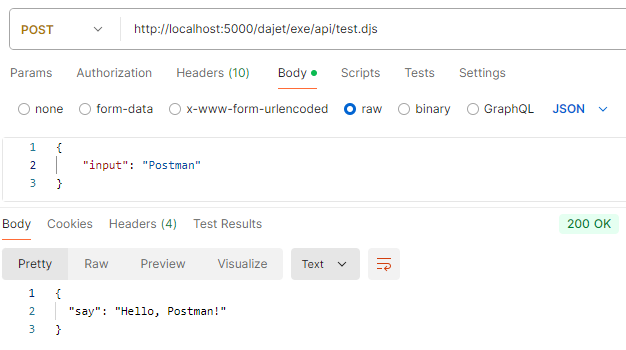 POST http://localhost:5000/dajet/exe/api/test.djs
Params Authorization Headers (10) Body Scripts Tests Settings
none form-data x-www-form-urlencoded raw binary GraphQL JSON
1 {
2 "input": "Postman"
3 }
Body Cookies Headers (4) Test Results 200 OK
Pretty Raw Preview Visualize Text
1 {
2 "say": "Hello, Postman!"
3 }